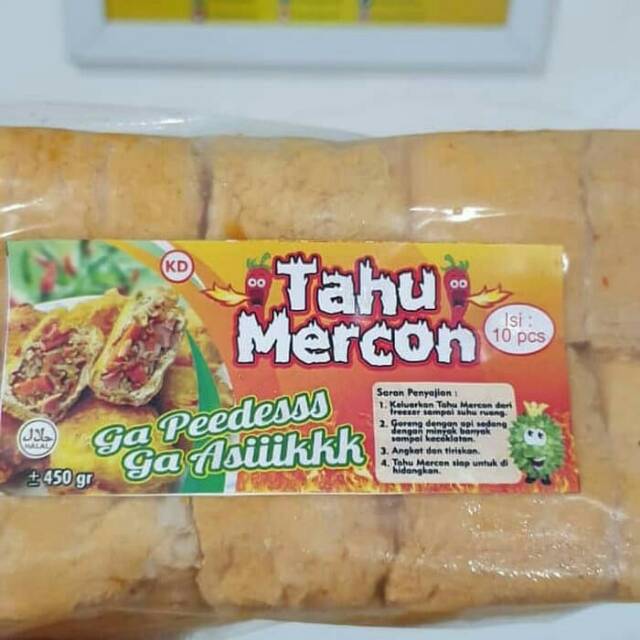 KD
Tahu
Mercon
Isi :
10 pcs
Ga Peedesss
Ga Asiiikkk
حلال
HALAL
± 450 gr
Saran Penyajian :
1. Keluarkan Tahu Mercon dari
freezer sampai suhu ruang.
2. Goreng dengan api sedang
dengan minyak banyak
sampai kecoklatan.
3. Angkat dan tiriskan.
4. Tahu Mercon siap untuk di
hidangkan.